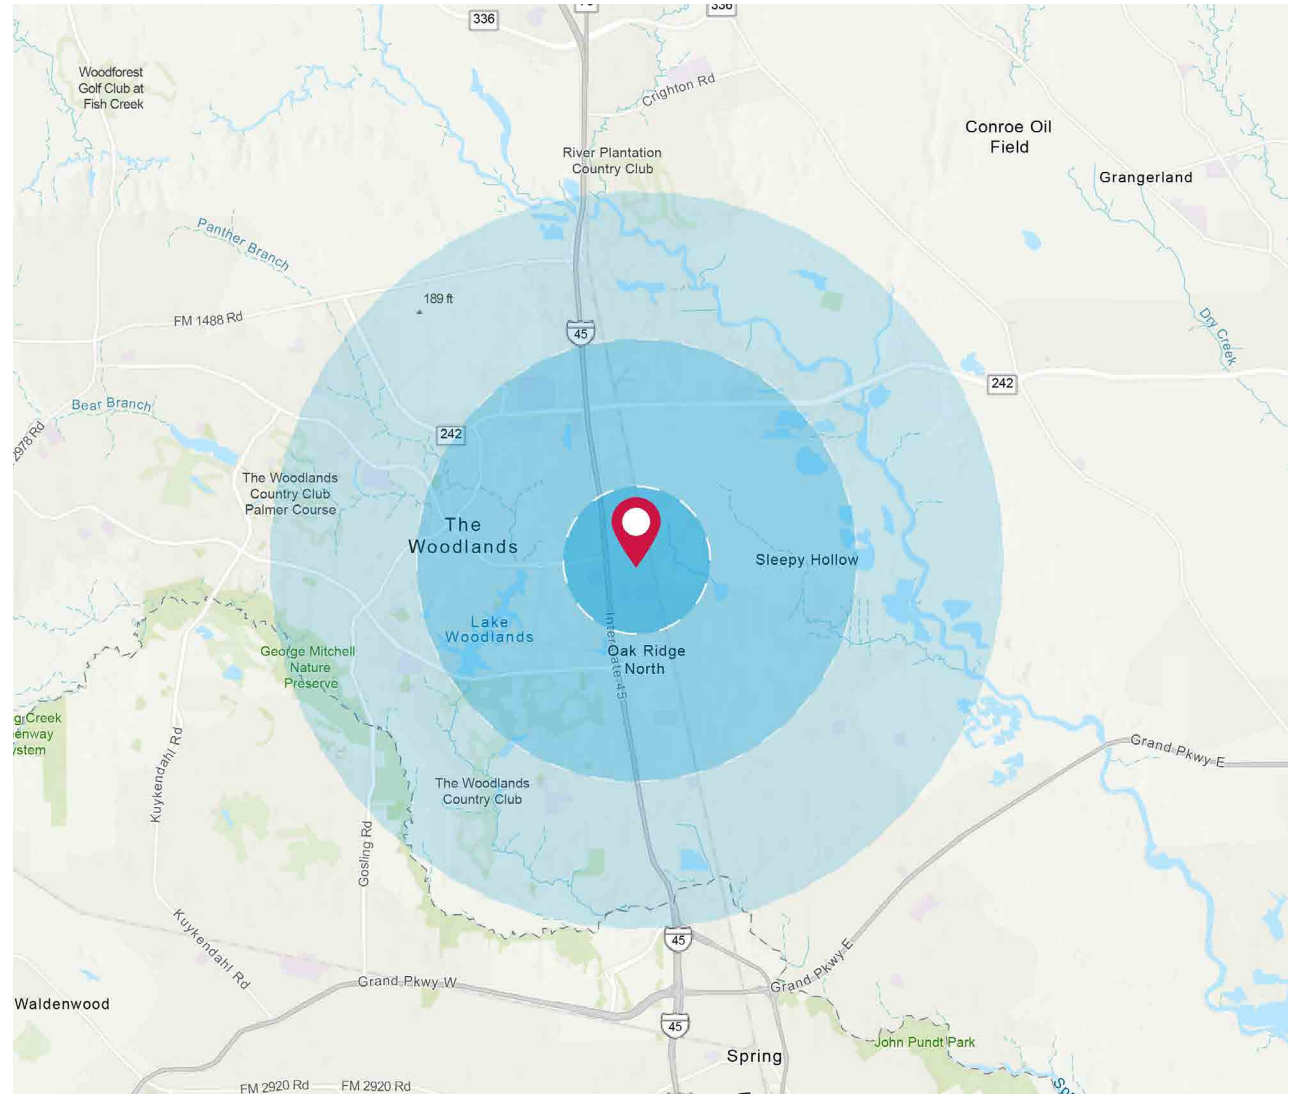 336
336
Woodforest
Golf Club at
Fish Creek
Crighton Rd
Conroe Oil
Field
River Plantation
Country Club
Grangerland
Panther Branch
189 ft
FM 1488 Rd
45
Dry Creek
242
Bear Branch
242
2978 Rd
The Woodlands
Country Club
Palmer Course
The
Woodlands
Sleepy Hollow
Lake
Woodlands
Interstate 45
Oak Ridge
North
George Mitchell
Nature
Preserve
g Creek
enway
ystem
Kuykendahl Rd
Grand Pkwy E
The Woodlands
Country Club
Gosling Rd
Kuykendahl Rd
45
Grand Pkwy E
Grand Pkwy W
Waldenwood
45
John Pundt Park
Spring
FM 2920 Rd
FM 2920 Rd